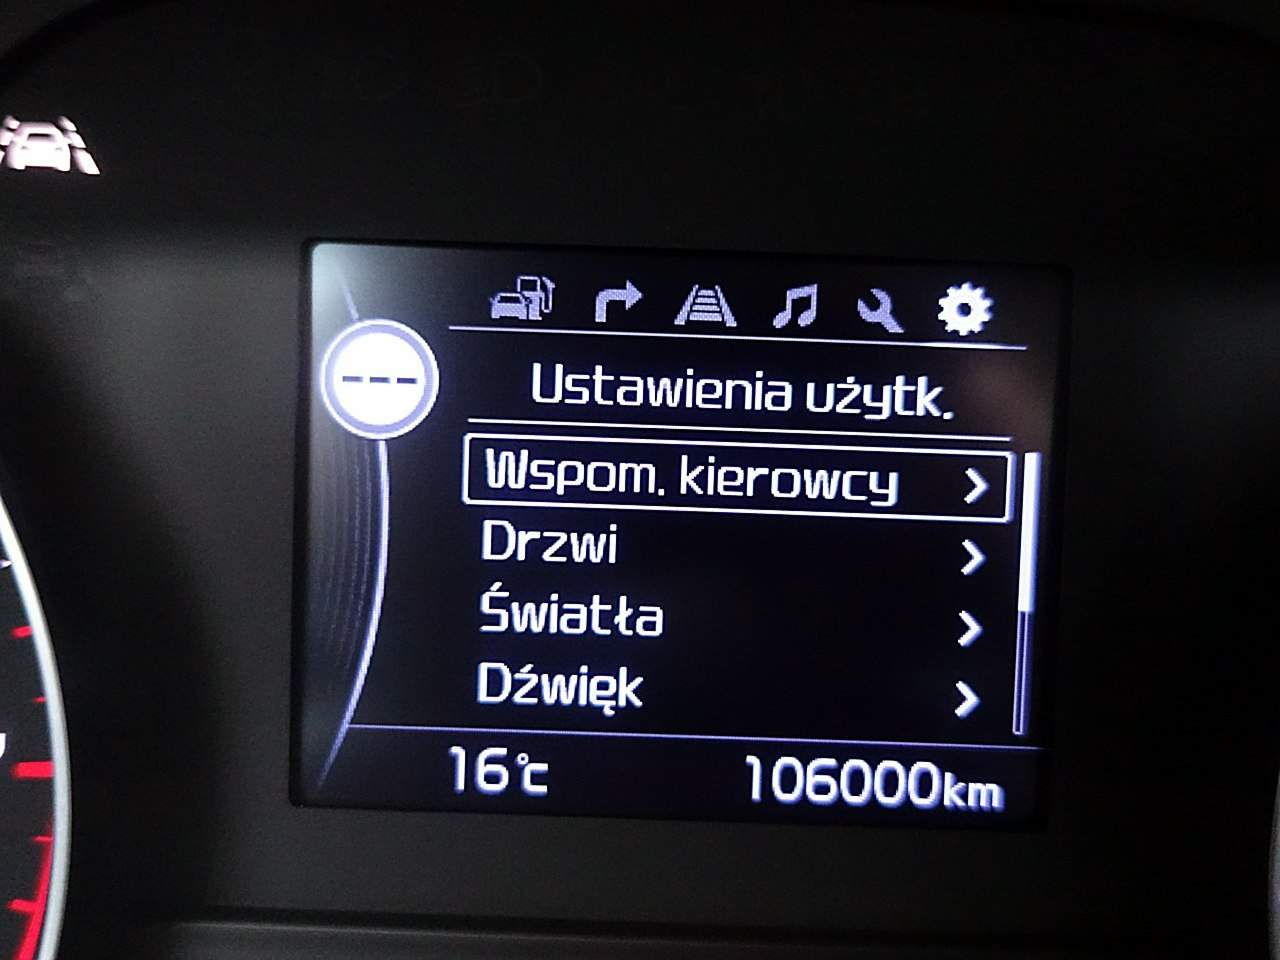 ---
Ustawienia użytk.
Wspom. kierowcy
Drzwi
Światła
Dźwięk
16°C
106000km